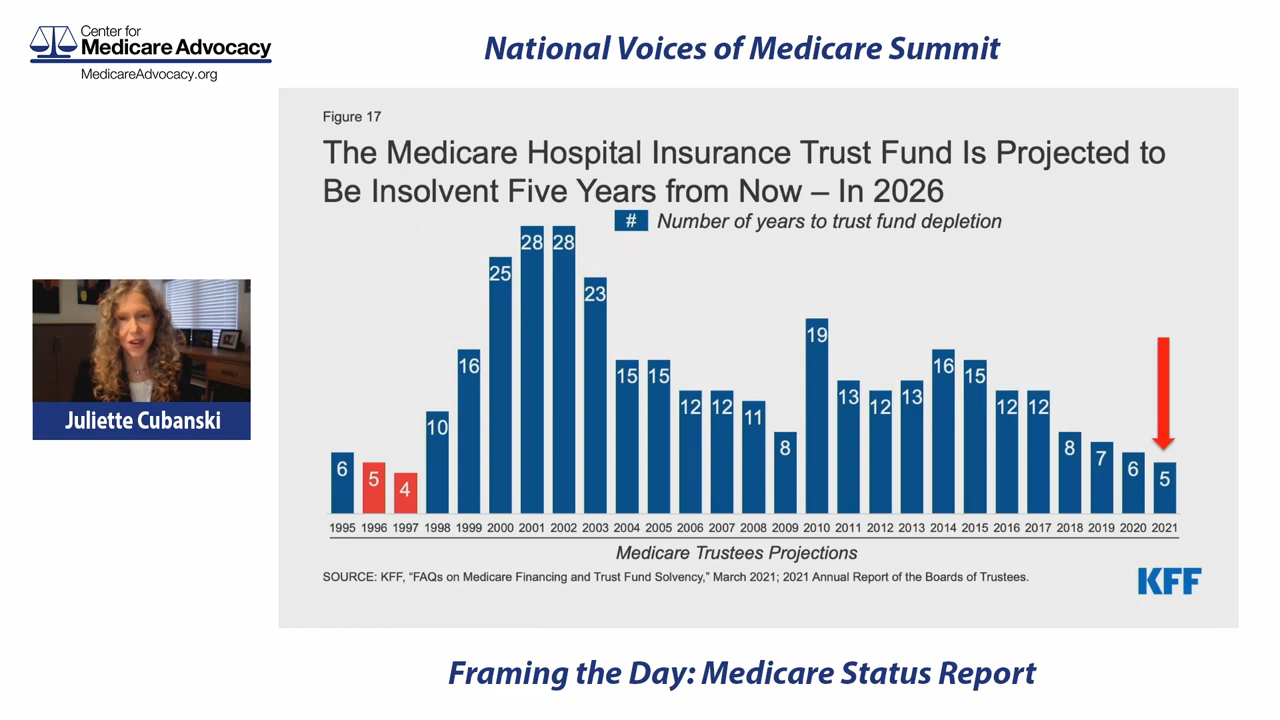 Center for
Medicare Advocacy
MedicareAdvocacy.org
National Voices of Medicare Summit
Figure 17
The Medicare Hospital Insurance Trust Fund Is Projected to
Be Insolvent Five Years from Now – In 2026
# Number of years to trust fund depletion
6 5 4 10 16 25 28 28 23 15 15 12 12 11 8 19 13 12 13 16 15 12 12 8 7 6 5
1995 1996 1997 1998 1999 2000 2001 2002 2003 2004 2005 2006 2007 2008 2009 2010 2011 2012 2013 2014 2015 2016 2017 2018 2019 2020 2021
Medicare Trustees Projections
SOURCE: KFF, “FAQs on Medicare Financing and Trust Fund Solvency,” March 2021; 2021 Annual Report of the Boards of Trustees.
KFF
Juliette Cubanski
Framing the Day: Medicare Status Report